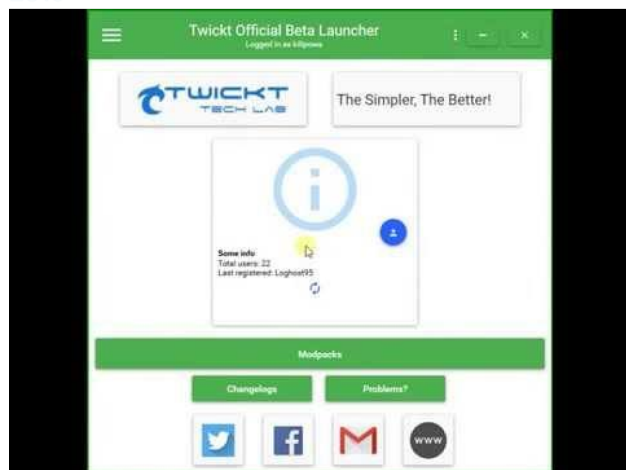 Twickt Official Beta Launcher
Logged in as killpowa
TWICKT
TECH LAB
The Simpler, The Better!
Some info
Total users: 22
Last registered: Loghost95
Modpacks
Changelogs
Problems?
www